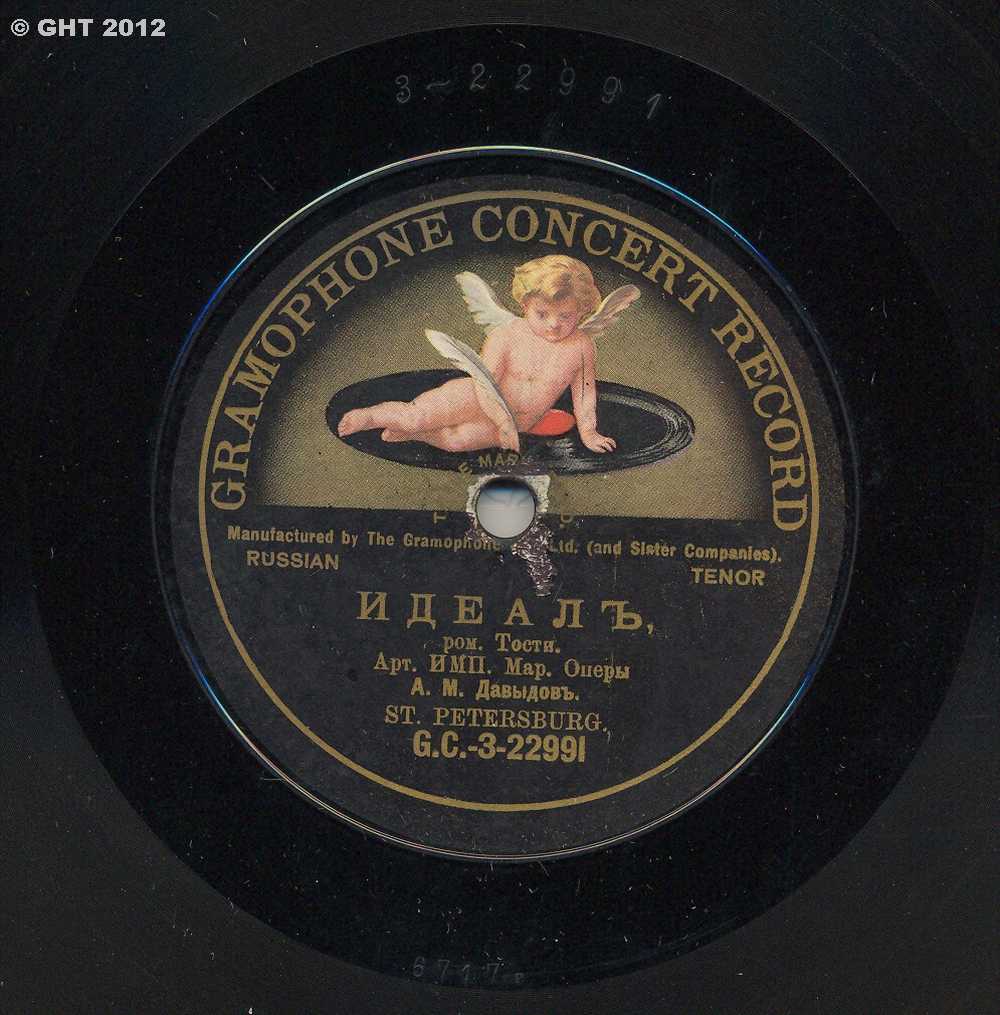 © GHT 2012
3-22991
GRAMOPHONE CONCERT RECORD
Manufactured by The Gramophone Ltd. (and Sister Companies).
RUSSIAN
TENOR
ИДЕАЛЪ,
ром. Тости.
Арт. ИМП. Мар. Оперы
А. М. Давыдовъ.
ST. PETERSBURG.
G.C.-3-22991